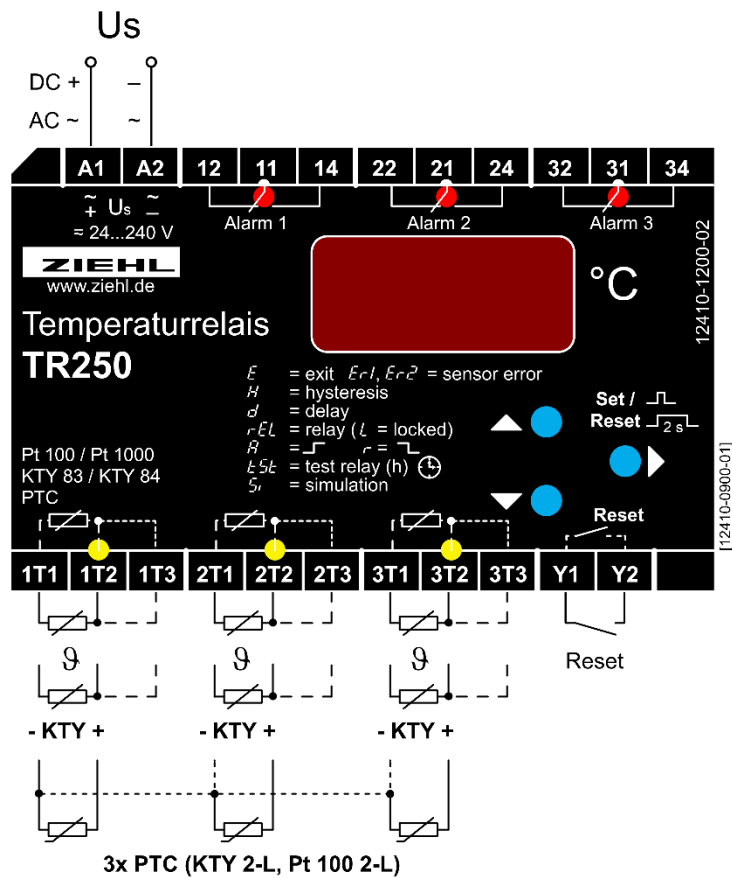 Us
DC + –
AC ~ ~
A1 A2 12 11 14 22 21 24 32 31 34
~ ~
+ Us –
≂ 24...240 V
Alarm 1 Alarm 2 Alarm 3
ZIEHL
www.ziehl.de
°C
12410-1200-02
Temperaturrelais
TR250
E = exit Er1, Er2 = sensor error
H = hysteresis
d = delay
rEL = relay (L = locked)
A = r =
tSt = test relay (h)
Si = simulation
Set /
Reset 2 s
Pt 100 / Pt 1000
KTY 83 / KTY 84
PTC
[12410-0900-01]
Reset
1T1 1T2 1T3 2T1 2T2 2T3 3T1 3T2 3T3 Y1 Y2
ϑ ϑ ϑ
Reset
- KTY + - KTY + - KTY +
3x PTC (KTY 2-L, Pt 100 2-L)